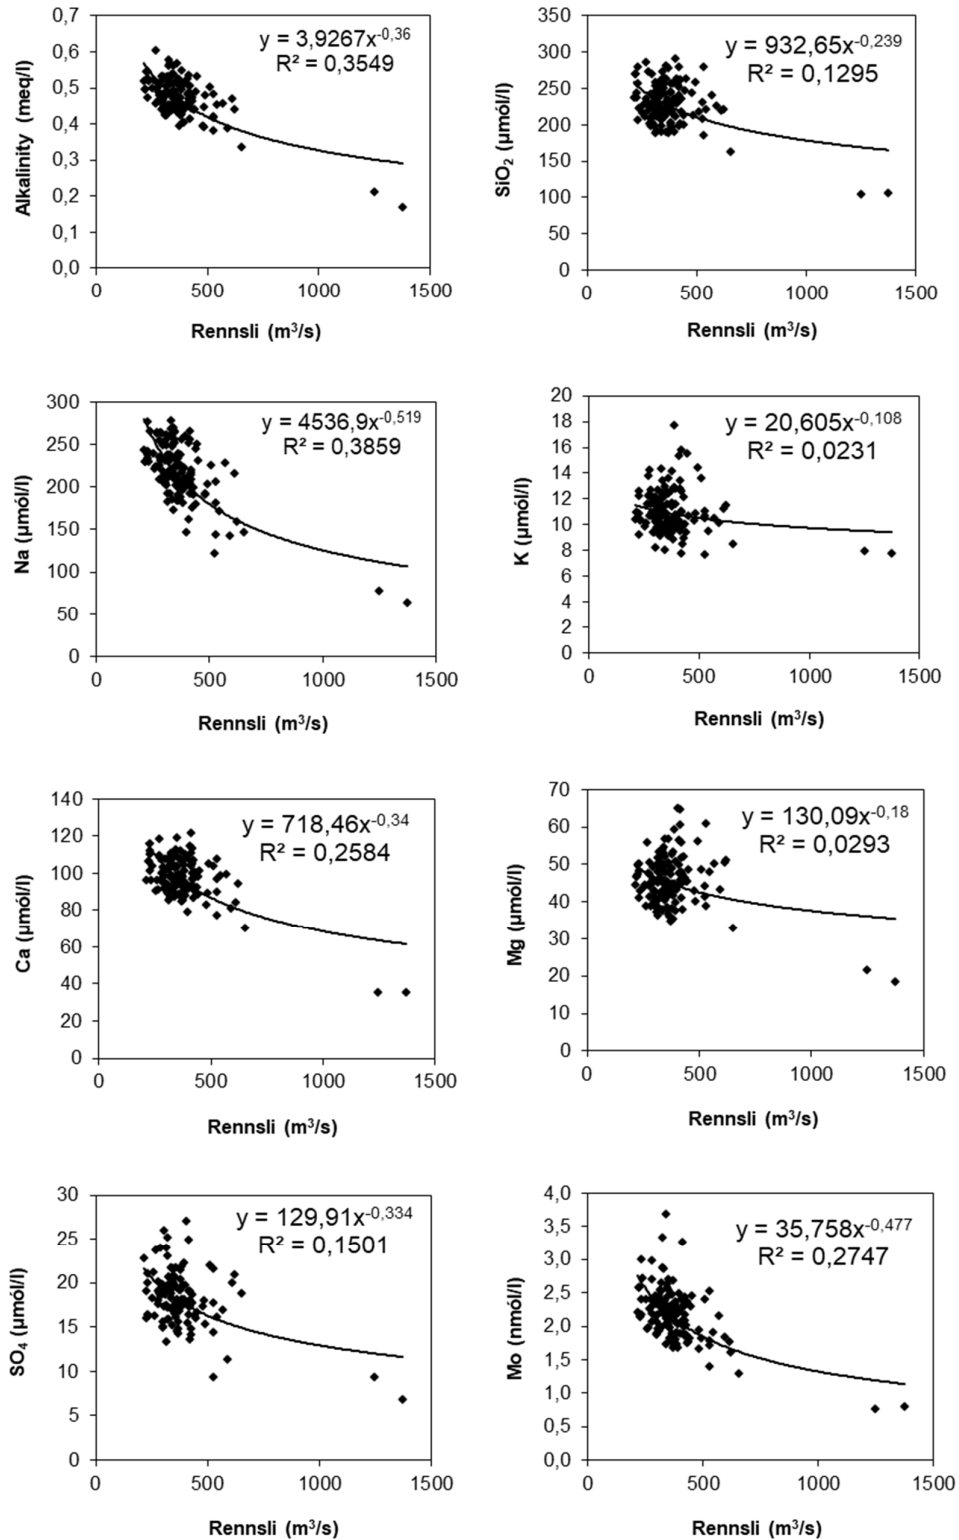 0,7
0,6
0,5
0,4
0,3
0,2
0,1
0,0
Alkalinity (meq/l)
y = 3,9267x^-0,36
R² = 0,3549
0 500 1000 1500
Rennsli (m³/s)
350
300
250
200
150
100
50
0
SiO₂ (µmól/l)
y = 932,65x^-0,239
R² = 0,1295
0 500 1000 1500
Rennsli (m³/s)
300
250
200
150
100
50
0
Na (µmól/l)
y = 4536,9x^-0,519
R² = 0,3859
0 500 1000 1500
Rennsli (m³/s)
20
18
16
14
12
10
8
6
4
2
0
K (µmól/l)
y = 20,605x^-0,108
R² = 0,0231
0 500 1000 1500
Rennsli (m³/s)
140
120
100
80
60
40
20
0
Ca (µmól/l)
y = 718,46x^-0,34
R² = 0,2584
0 500 1000 1500
Rennsli (m³/s)
70
60
50
40
30
20
10
0
Mg (µmól/l)
y = 130,09x^-0,18
R² = 0,0293
0 500 1000 1500
Rennsli (m³/s)
30
25
20
15
10
5
0
SO₄ (µmól/l)
y = 129,91x^-0,334
R² = 0,1501
0 500 1000 1500
Rennsli (m³/s)
4,0
3,5
3,0
2,5
2,0
1,5
1,0
0,5
0,0
Mo (nmól/l)
y = 35,758x^-0,477
R² = 0,2747
0 500 1000 1500
Rennsli (m³/s)